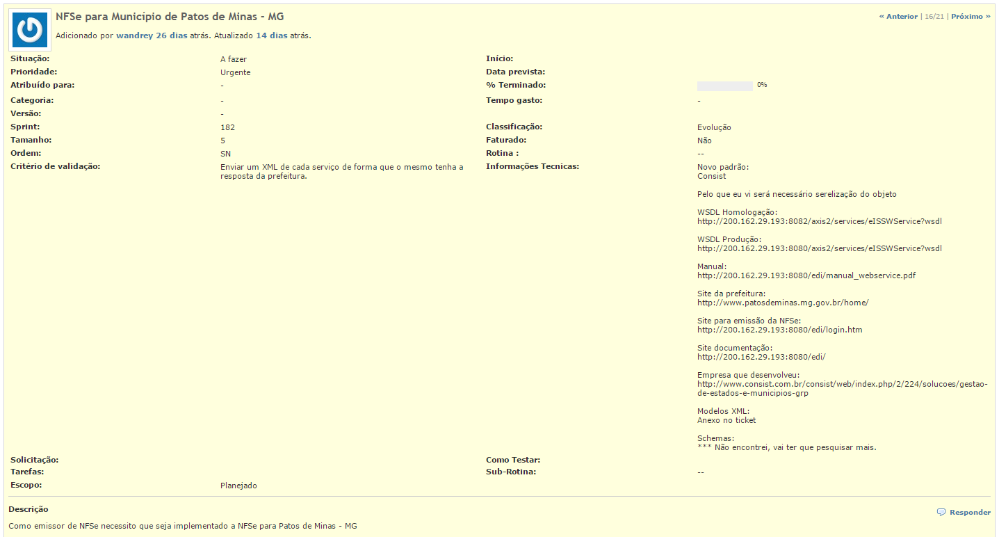 NFSe para Município de Patos de Minas - MG
« Anterior | 16/21 | Próximo »
Adicionado por wandrey 26 dias atrás. Atualizado 14 dias atrás.
Situação: A fazer Início:
Prioridade: Urgente Data prevista:
Atribuído para: - % Terminado: 0%
Categoria: - Tempo gasto: -
Versão: -
Sprint: 182 Classificação: Evolução
Tamanho: 5 Faturado: Não
Ordem: SN Rotina : --
Critério de validação: Enviar um XML de cada serviço de forma que o mesmo tenha a
resposta da prefeitura.
Informações Tecnicas: Novo padrão:
Consist
Pelo que eu vi será necessário serelização do objeto
WSDL Homologação:
http://200.162.29.193:8082/axis2/services/eISSWService?wsdl
WSDL Produção:
http://200.162.29.193:8080/axis2/services/eISSWService?wsdl
Manual:
http://200.162.29.193:8080/edi/manual_webservice.pdf
Site da prefeitura:
http://www.patosdeminas.mg.gov.br/home/
Site para emissão da NFSe:
http://200.162.29.193:8080/edi/login.htm
Site documentação:
http://200.162.29.193:8080/edi/
Empresa que desenvolveu:
http://www.consist.com.br/consist/web/index.php/2/224/solucoes/gestao-
de-estados-e-municipios-grp
Modelos XML:
Anexo no ticket
Schemas:
*** Não encontrei, vai ter que pesquisar mais.
Solicitação: Como Testar:
Tarefas: Sub-Rotina: --
Escopo: Planejado
Descrição
Responder
Como emissor de NFSe necessito que seja implementado a NFSe para Patos de Minas - MG